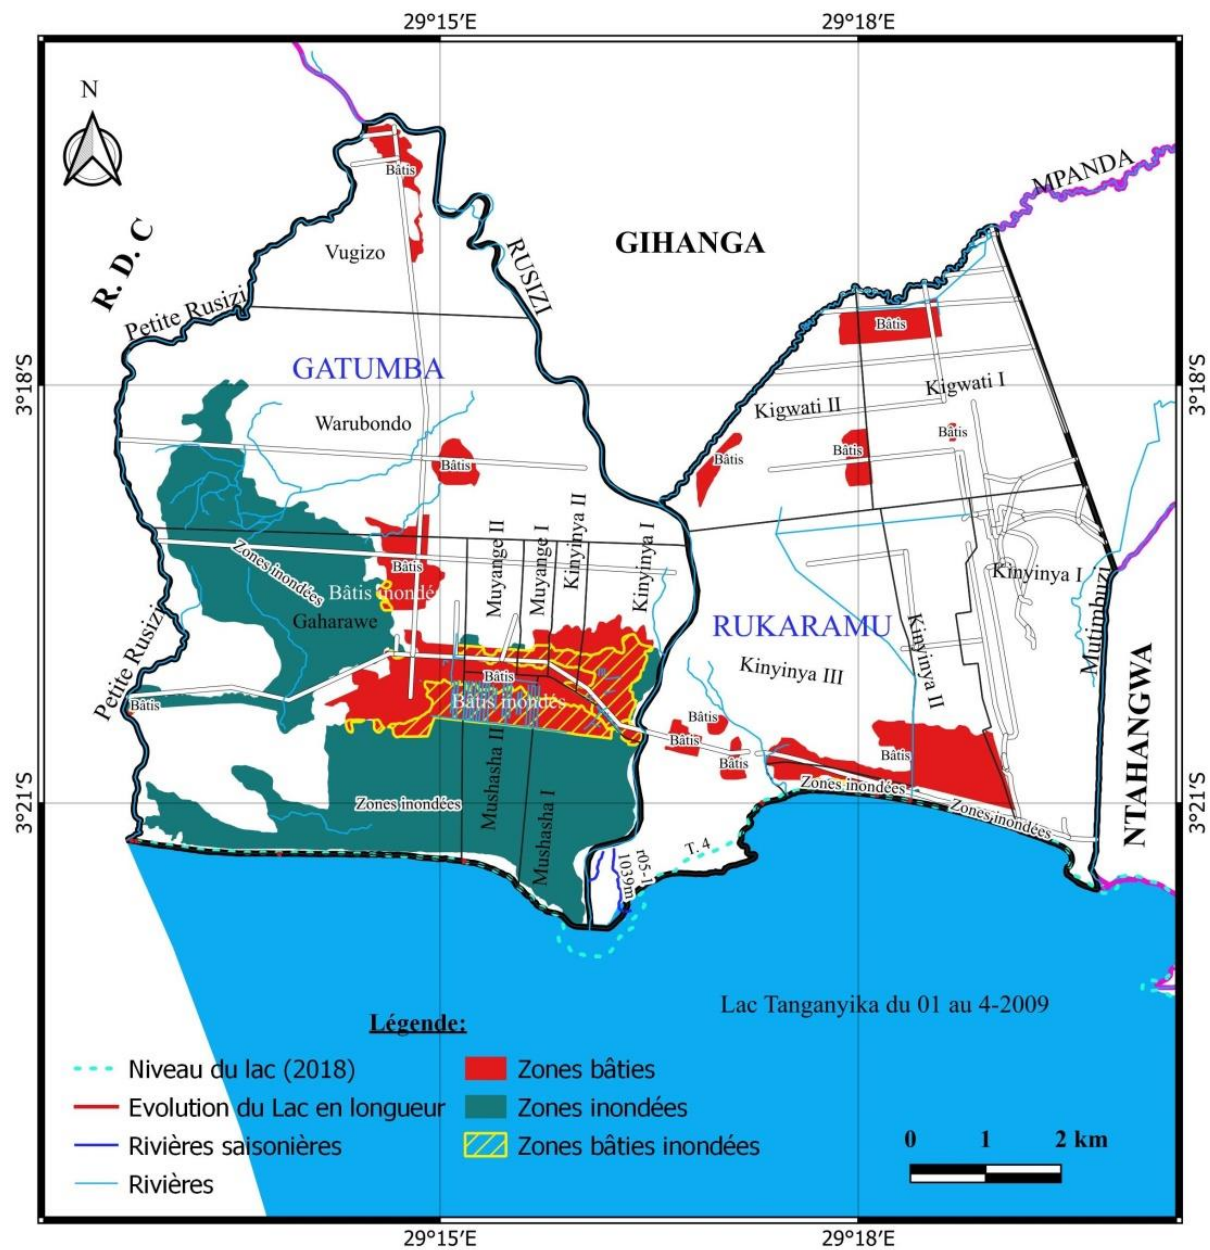 29°15′E
29°18′E
N
MPANDA
Bâtis
R. D. C
Vugizo
RUSIZI
GIHANGA
Petite Rusizi
Bâtis
3°18′S
GATUMBA
3°18′S
Kigwati I
Kigwati II
Warubondo
Bâtis
Bâtis
Bâtis
Bâtis
Zones inondées
Bâtis
Muyange II
Muyange I
Kinyinya II
Kinyinya I
Kinyinya I
Bâtis inondé
Gaharawe
RUKARAMU
Mutimbuzi
Petite Rusizi
Kinyinya III
Kinyinya II
NTAHANGWA
Bâtis
Bâtis
Bâtis inondés
Bâtis
Bâtis
Bâtis
Bâtis
Mushasha II
Mushasha I
3°21′S
Zones inondées
Zones inondées
Zones inondées
3°21′S
T. 4
r05-1
1039m
Lac Tanganyika du 01 au 4-2009
Légende:
Niveau du lac (2018)
Evolution du Lac en longueur
Rivières saisonières
Rivières
Zones bâties
Zones inondées
Zones bâties inondées
0 1 2 km
29°15′E
29°18′E